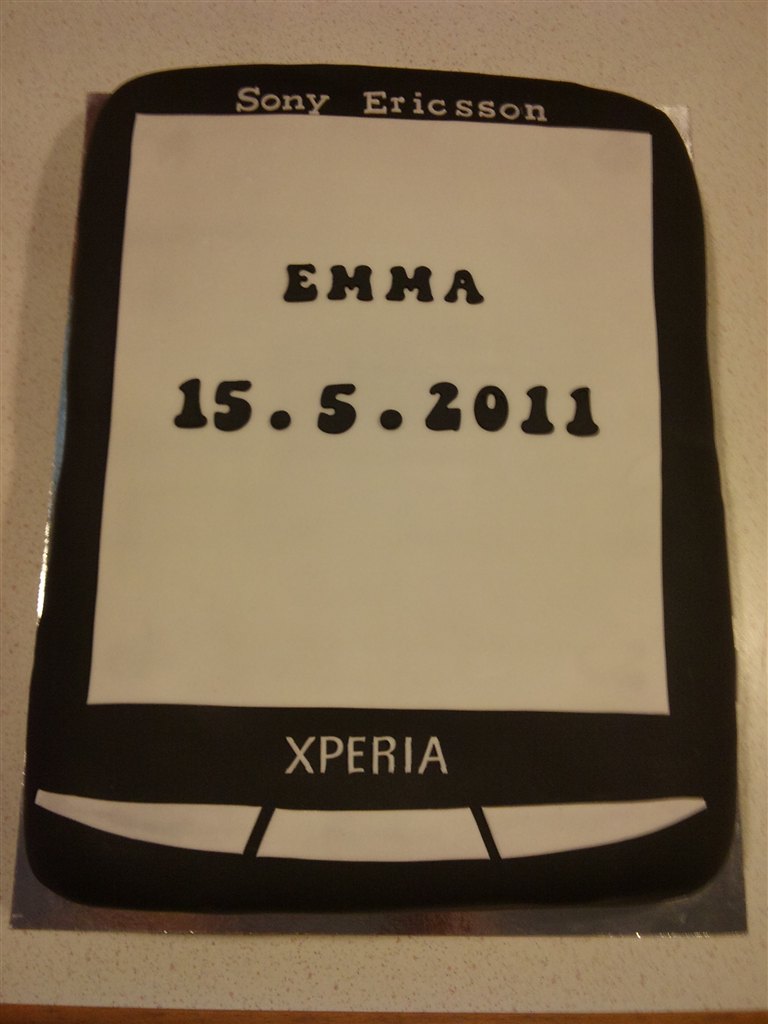 Sony Ericsson
EMMA
15.5.2011
XPERIA